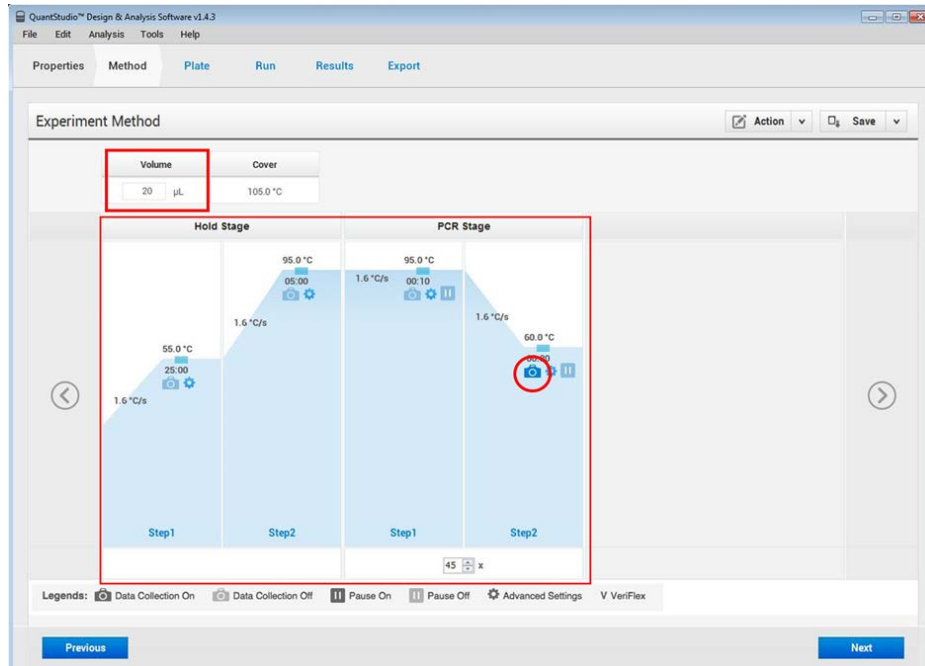 QuantStudio™ Design & Analysis Software v1.4.3
File Edit Analysis Tools Help
Properties Method Plate Run Results Export
Experiment Method
Action
Save
Volume Cover
20 µL 105.0 °C
Hold Stage PCR Stage
95.0 °C 95.0 °C
05:00 1.6 °C/s 00:10
1.6 °C/s 1.6 °C/s
60.0 °C
55.0 °C
25:00
1.6 °C/s
Step1 Step2 Step1 Step2
45 x
Legends: Data Collection On Data Collection Off Pause On Pause Off Advanced Settings V VeriFlex
Previous Next